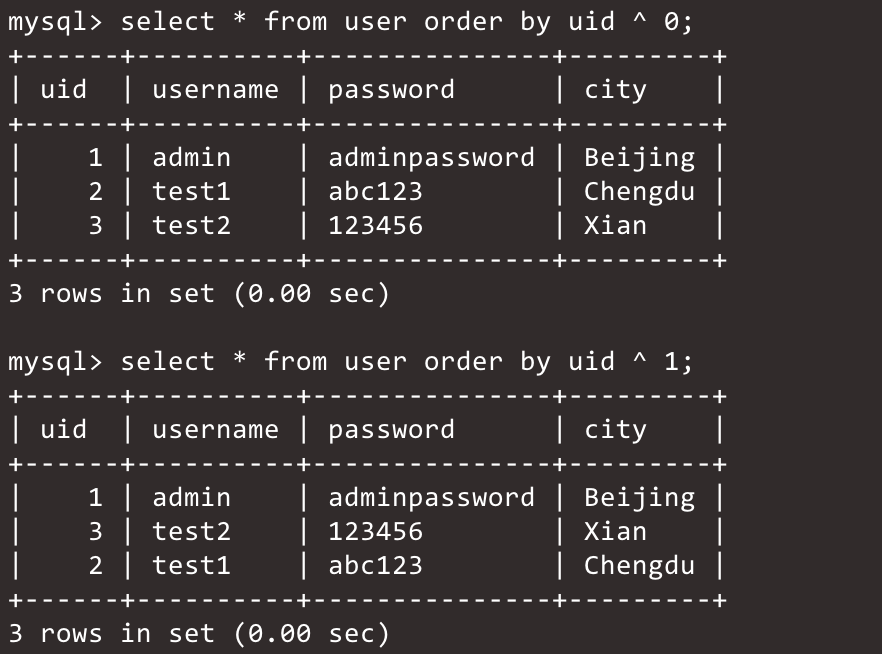 mysql> select * from user order by uid ^ 0;
+------+----------+---------------+---------+
| uid  | username | password      | city    |
+------+----------+---------------+---------+
|    1 | admin    | adminpassword | Beijing |
|    2 | test1    | abc123        | Chengdu |
|    3 | test2    | 123456        | Xian    |
+------+----------+---------------+---------+
3 rows in set (0.00 sec)

mysql> select * from user order by uid ^ 1;
+------+----------+---------------+---------+
| uid  | username | password      | city    |
+------+----------+---------------+---------+
|    1 | admin    | adminpassword | Beijing |
|    3 | test2    | 123456        | Xian    |
|    2 | test1    | abc123        | Chengdu |
+------+----------+---------------+---------+
3 rows in set (0.00 sec)